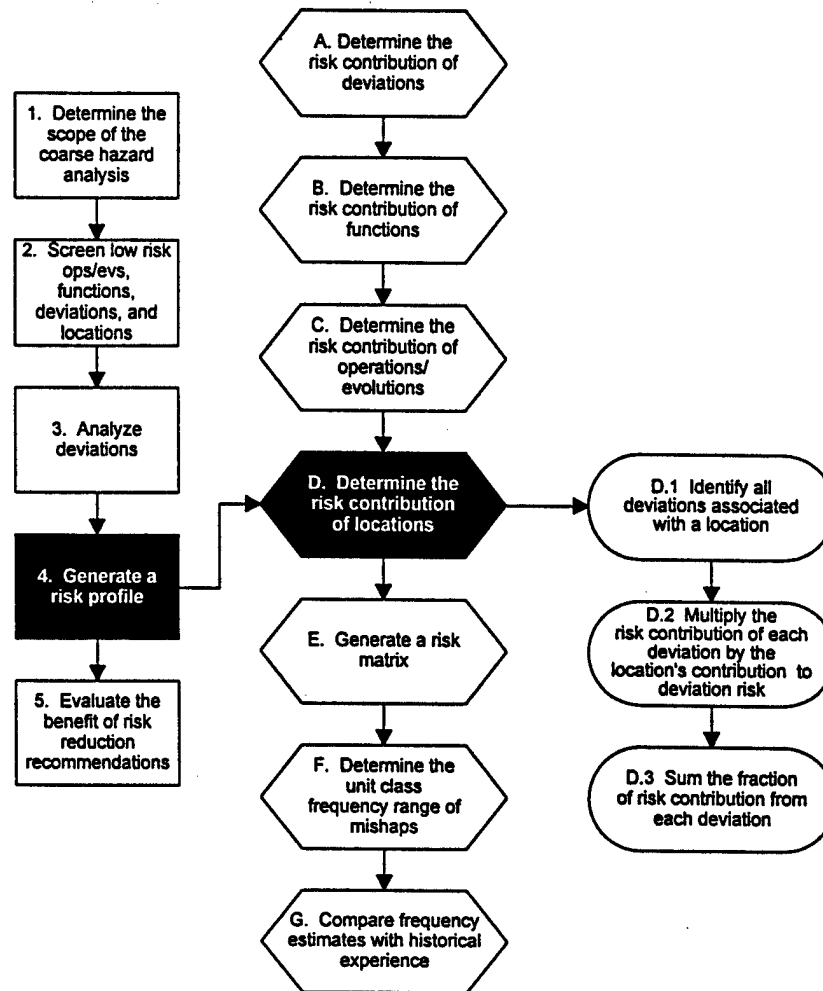 1. Determine the
scope of the
coarse hazard
analysis
2. Screen low risk
ops/evs,
functions,
deviations, and
locations
3. Analyze
deviations
4. Generate a
risk profile
5. Evaluate the
benefit of risk
reduction
recommendations
A. Determine the
risk contribution of
deviations
B. Determine the
risk contribution of
functions
C. Determine the
risk contribution of
operations/
evolutions
D. Determine the
risk contribution
of locations
E. Generate a risk
matrix
F. Determine the
unit class
frequency range of
mishaps
G. Compare frequency
estimates with historical
experience
D.1 Identify all
deviations associated
with a location
D.2 Multiply the
risk contribution of each
deviation by the
location's contribution to
deviation risk
D.3 Sum the fraction
of risk contribution from
each deviation